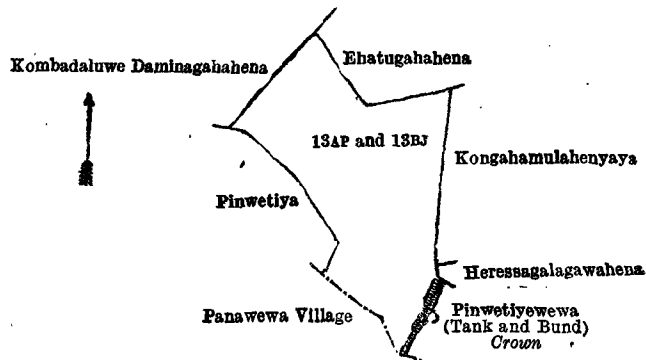 Kombadaluwe Daminagahahena
Ehatugahahena
13AP and 13BJ
Kongahamulahenyaya
Pinwetiya
Heressagalagawahena
Panawewa Village
Pinwetiyewewa
(Tank and Bund)
Crown